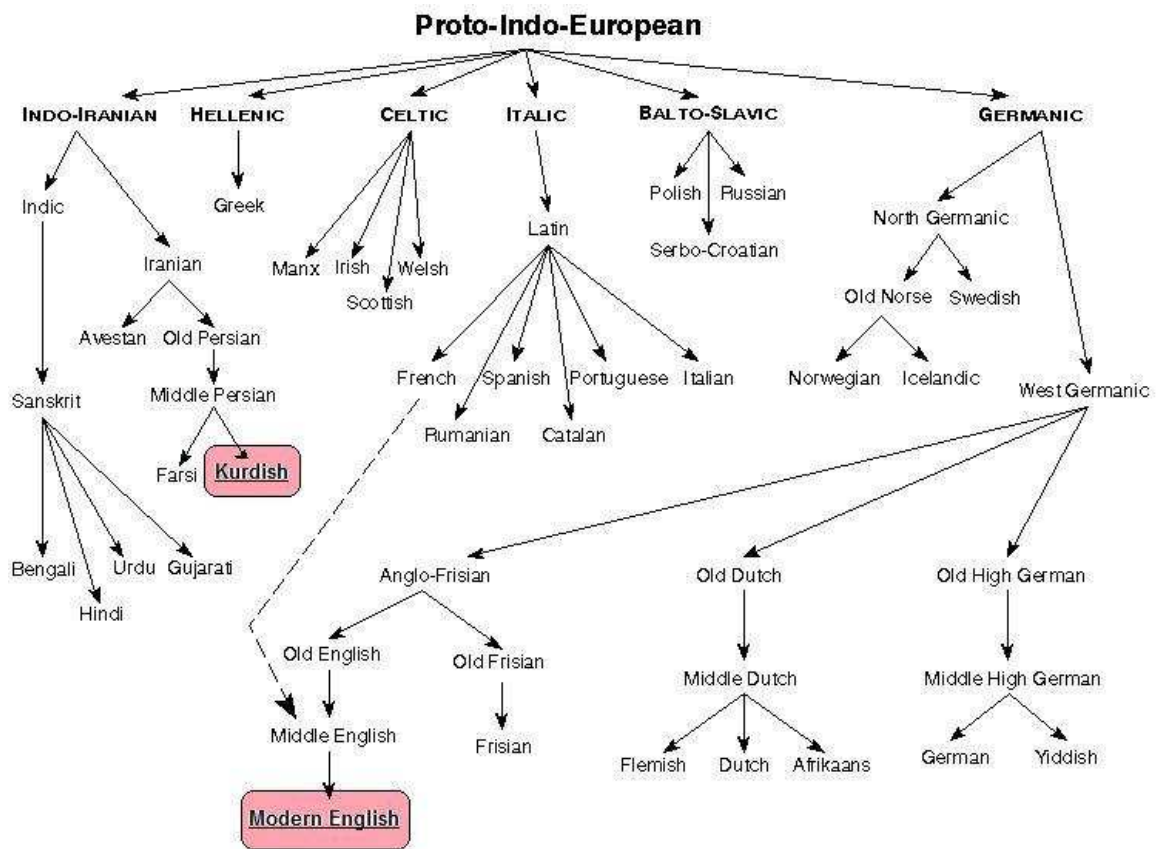 Proto-Indo-European
INDO-IRANIAN HELLENIC CELTIC ITALIC BALTO-SLAVIC GERMANIC
Polish Russian
Indic Greek North Germanic
Latin
Serbo-Croatian
Iranian Manx Irish Welsh
Scottish Old Norse Swedish
Avestan Old Persian
French Spanish Portuguese Italian Norwegian Icelandic
Sanskrit Middle Persian West Germanic
Rumanian Catalan
Farsi Kurdish
Bengali Urdu Gujarati Anglo-Frisian Old Dutch Old High German
Hindi
Old English Old Frisian
Middle Dutch Middle High German
Middle English Frisian
Flemish Dutch Afrikaans German Yiddish
Modern English